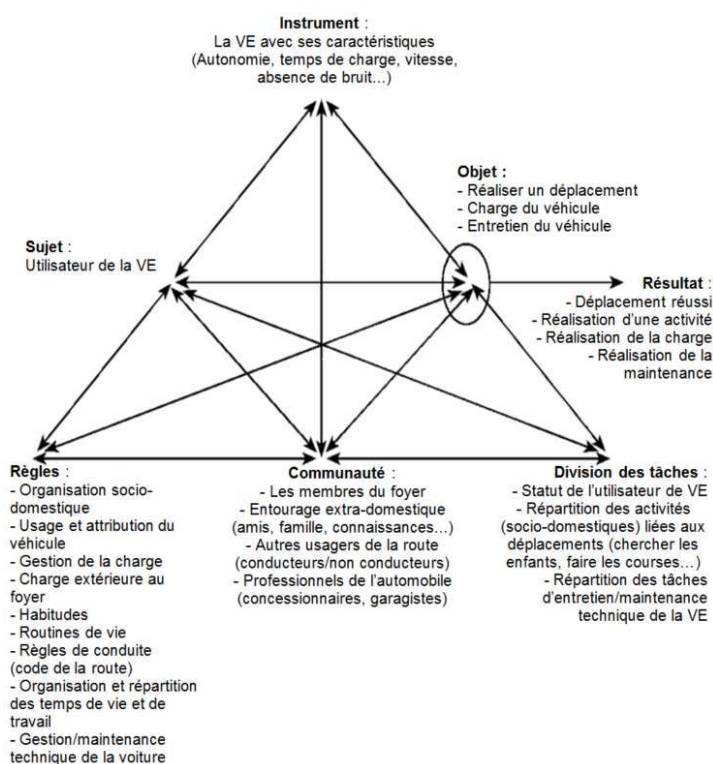 Instrument :
La VE avec ses caractéristiques
(Autonomie, temps de charge, vitesse,
absence de bruit...)
Objet :
- Réaliser un déplacement
- Charge du véhicule
- Entretien du véhicule
Sujet :
Utilisateur de la VE
Résultat :
- Déplacement réussi
- Réalisation d'une activité
- Réalisation de la charge
- Réalisation de la
maintenance
Règles :
- Organisation socio-
domestique
- Usage et attribution du
véhicule
- Gestion de la charge
- Charge extérieure au
foyer
- Habitudes
- Routines de vie
- Règles de conduite
(code de la route)
- Organisation et répartition
des temps de vie et de
travail
- Gestion/maintenance
technique de la voiture
Communauté :
- Les membres du foyer
- Entourage extra-domestique
(amis, famille, connaissances...)
- Autres usagers de la route
(conducteurs/non conducteurs)
- Professionnels de l'automobile
(concessionnaires, garagistes)
Division des tâches :
- Statut de l'utilisateur de VE
- Répartition des activités
(socio-domestiques) liées aux
déplacements (chercher les
enfants, faire les courses...)
- Répartition des tâches
d'entretien/maintenance
technique de la VE